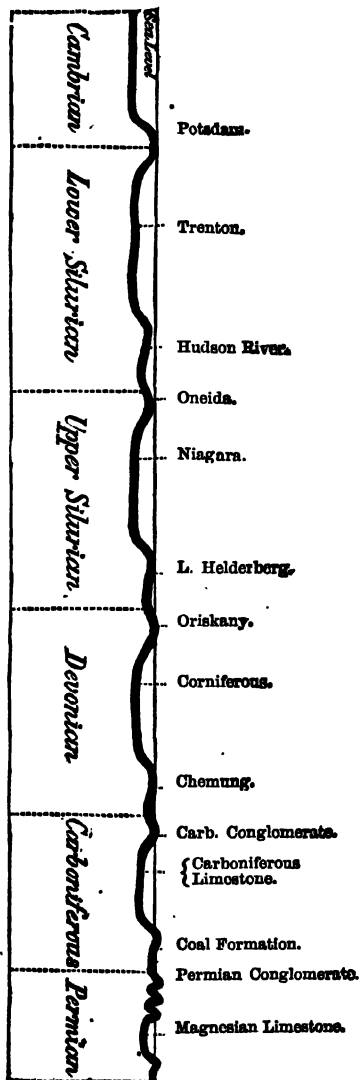 Sea Level
Cambrian
Potsdam.
Lower Silurian
Trenton.
Hudson River.
Oneida.
Upper Silurian
Niagara.
L. Helderberg.
Oriskany.
Devonian
Corniferous.
Chemung.
Carb. Conglomerate.
Carboniferous
{Carboniferous
{Limestone.
Coal Formation.
Permian Conglomerate.
Permian
Magnesian Limestone.